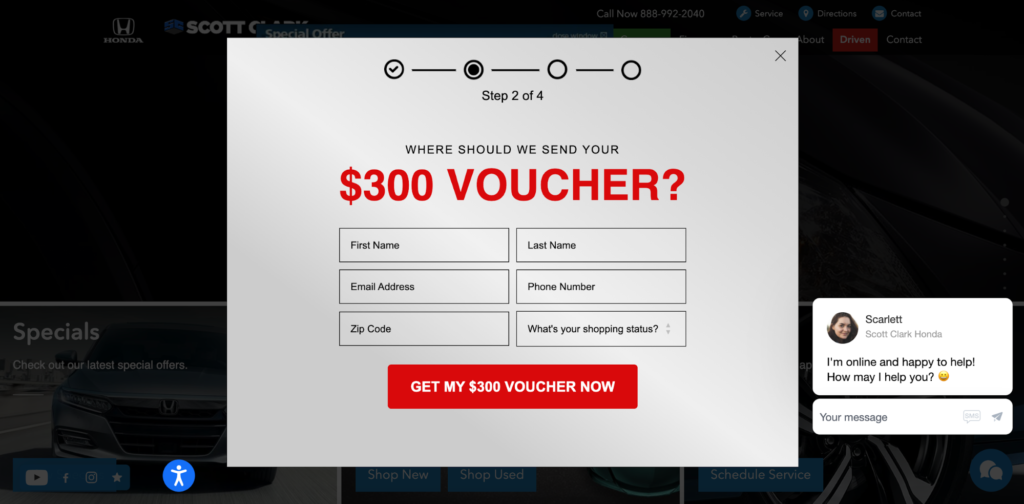 Call Now 888-992-2040
Service
Directions
Contact
HONDA
SCOTT CLARK
Special Offer
close window
About
Driven
Contact
Step 2 of 4
WHERE SHOULD WE SEND YOUR
$300 VOUCHER?
First Name
Last Name
Email Address
Phone Number
Zip Code
What's your shopping status?
GET MY $300 VOUCHER NOW
Specials
Check out our latest special offers.
Shop New
Shop Used
Schedule Service
Scarlett
Scott Clark Honda
I'm online and happy to help!
How may I help you? 😀
Your message
SMS